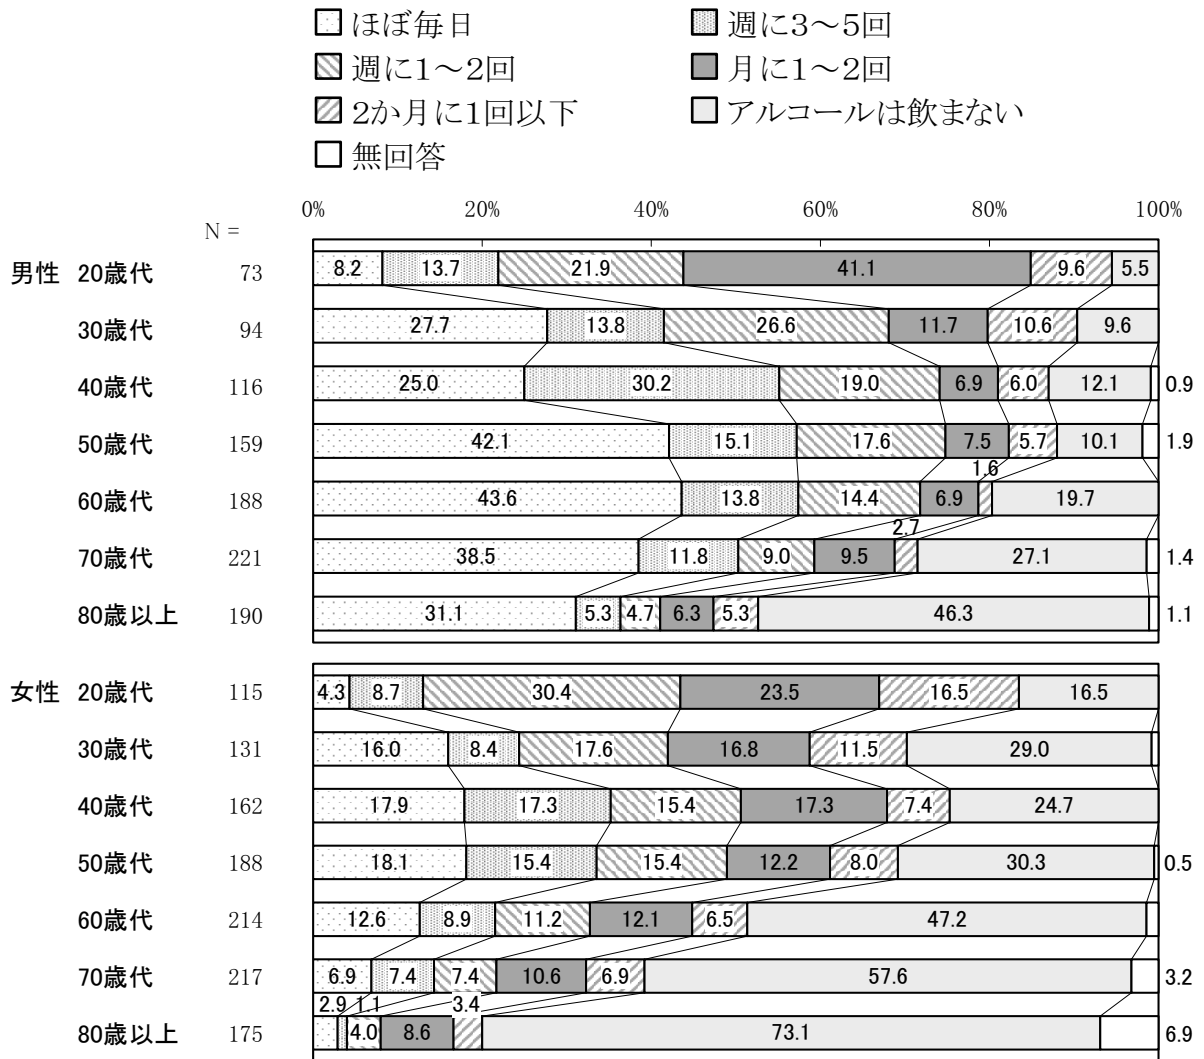 ほぼ毎日 週に3～5回
週に1～2回 月に1～2回
2か月に1回以下 アルコールは飲まない
無回答
0% 20% 40% 60% 80% 100%
N =
男性 20歳代 73 8.2 13.7 21.9 41.1 9.6 5.5
30歳代 94 27.7 13.8 26.6 11.7 10.6 9.6
40歳代 116 25.0 30.2 19.0 6.9 6.0 12.1 0.9
50歳代 159 42.1 15.1 17.6 7.5 5.7 10.1 1.9
1.6
60歳代 188 43.6 13.8 14.4 6.9 19.7
2.7
70歳代 221 38.5 11.8 9.0 9.5 27.1 1.4
80歳以上 190 31.1 5.3 4.7 6.3 5.3 46.3 1.1
女性 20歳代 115 4.3 8.7 30.4 23.5 16.5 16.5
30歳代 131 16.0 8.4 17.6 16.8 11.5 29.0
40歳代 162 17.9 17.3 15.4 17.3 7.4 24.7
50歳代 188 18.1 15.4 15.4 12.2 8.0 30.3 0.5
60歳代 214 12.6 8.9 11.2 12.1 6.5 47.2
70歳代 217 6.9 7.4 7.4 10.6 6.9 57.6 3.2
2.9 1.1 3.4
80歳以上 175 4.0 8.6 73.1 6.9